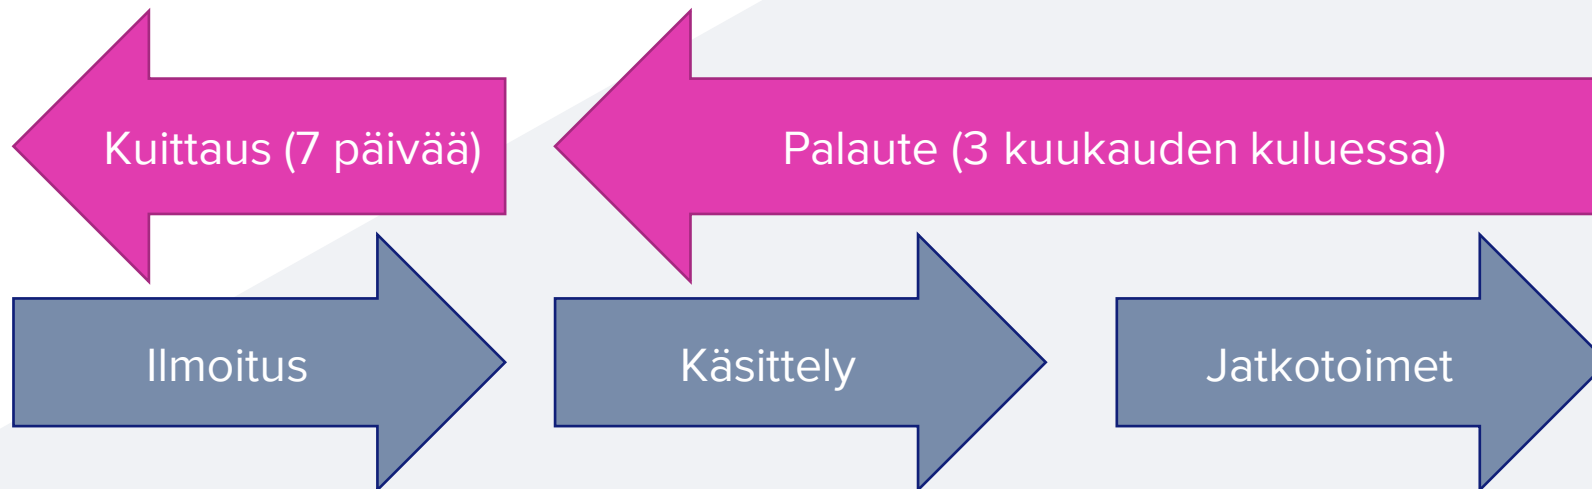 Kuittaus (7 päivää)
Palaute (3 kuukauden kuluessa)
Ilmoitus
Käsittely
Jatkotoimet